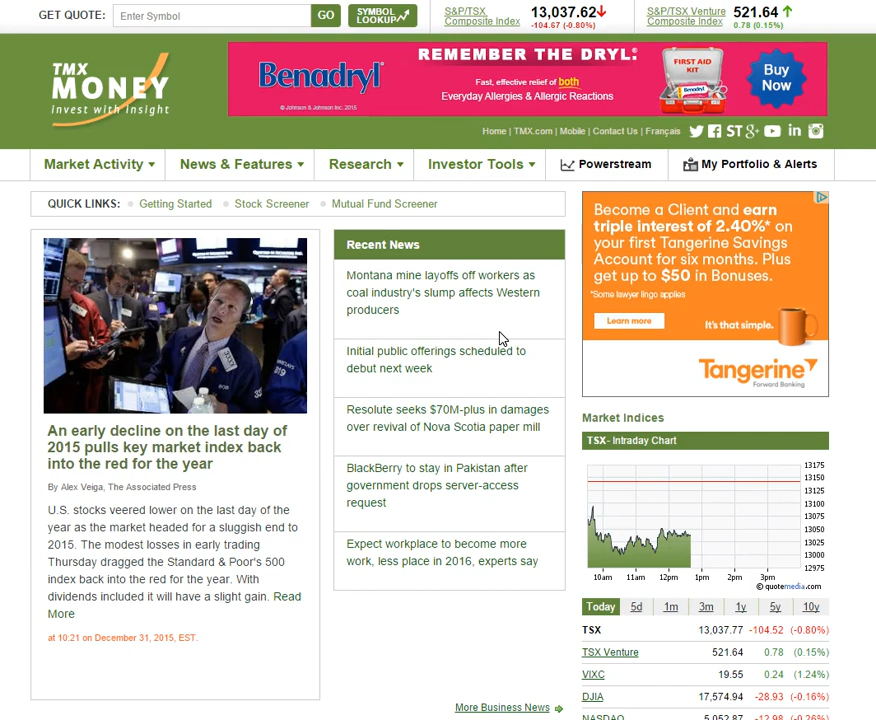 GET QUOTE: Enter Symbol GO SYMBOL LOOKUP
S&P/TSX Composite Index 13,037.62 -104.67 (-0.80%)
S&P/TSX Venture Composite Index 521.64 0.78 (0.15%)
TMX
MONEY
invest with insight
Benadryl
© Johnson & Johnson Inc. 2015
REMEMBER THE DRYL!
Fast, effective relief of both
Everyday Allergies & Allergic Reactions
FIRST AID
KIT
Benadryl
Buy
Now
Home | TMX.com | Mobile | Contact Us | Français
Market Activity News & Features Research Investor Tools Powerstream My Portfolio & Alerts
QUICK LINKS: Getting Started Stock Screener Mutual Fund Screener
An early decline on the last day of
2015 pulls key market index back
into the red for the year
By Alex Veiga, The Associated Press
U.S. stocks veered lower on the last day of the
year as the market headed for a sluggish end to
2015. The modest losses in early trading
Thursday dragged the Standard & Poor's 500
index back into the red for the year. With
dividends included it will have a slight gain. Read
More
at 10:21 on December 31, 2015, EST.
Recent News
Montana mine layoffs off workers as
coal industry's slump affects Western
producers
Initial public offerings scheduled to
debut next week
Resolute seeks $70M-plus in damages
over revival of Nova Scotia paper mill
BlackBerry to stay in Pakistan after
government drops server-access
request
Expect workplace to become more
work, less place in 2016, experts say
More Business News
Become a Client and earn
triple interest of 2.40%* on
your first Tangerine Savings
Account for six months. Plus
get up to $50 in Bonuses.
*Some lawyer lingo applies
Learn more
It's that simple.
Tangerine
Forward Banking
Market Indices
TSX- Intraday Chart
13175
13150
13125
13100
13075
13050
13025
13000
12975
10am 11am 12pm 1pm 2pm 3pm
© quotemedia.com
Today 5d 1m 3m 1y 5y 10y
TSX 13,037.77 -104.52 (-0.80%)
TSX Venture 521.64 0.78 (0.15%)
VIXC 19.55 0.24 (1.24%)
DJIA 17,574.94 -28.93 (-0.16%)
NASDAQ 5,052.87 -12.98 (-0.26%)